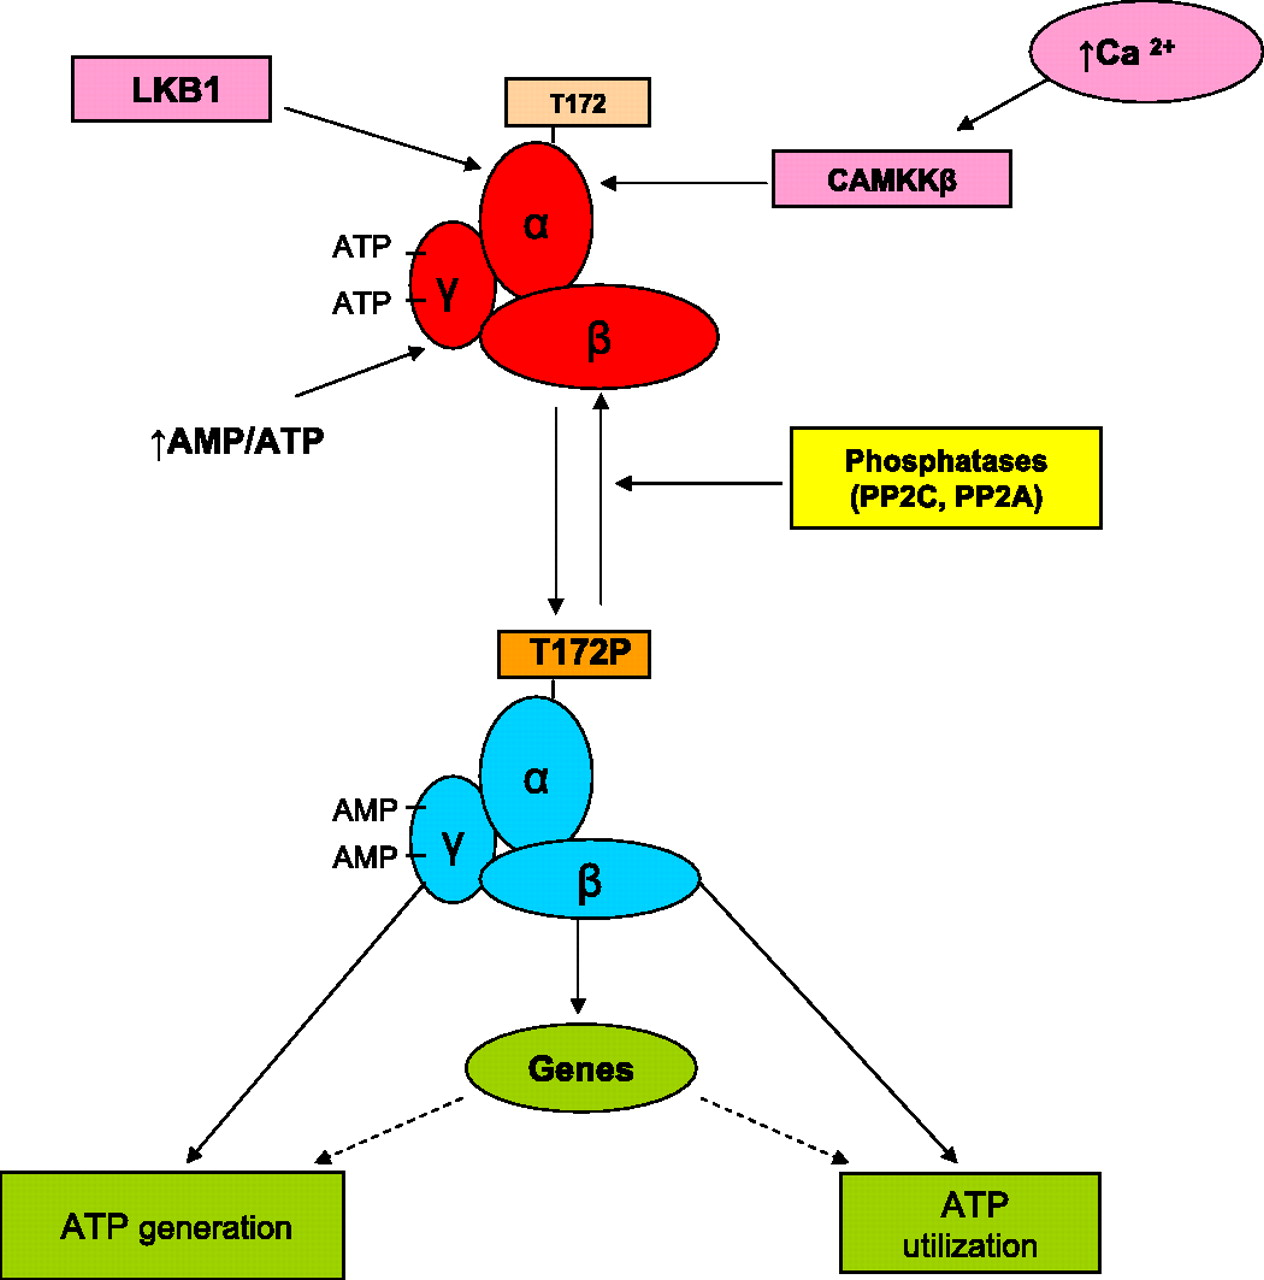 ↑Ca 2+
LKB1
T172
CAMKKβ
α
ATP
γ
ATP
β
↑AMP/ATP
Phosphatases
(PP2C, PP2A)
T172P
α
AMP
γ
AMP
β
Genes
ATP generation
ATP
utilization